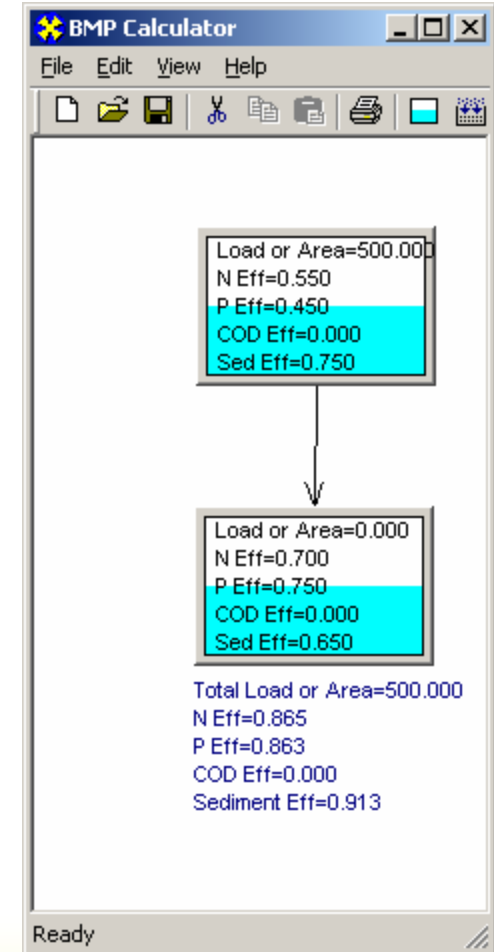 BMP Calculator
File Edit View Help
Load or Area=500.000
N Eff=0.550
P Eff=0.450
COD Eff=0.000
Sed Eff=0.750
Load or Area=0.000
N Eff=0.700
P Eff=0.750
COD Eff=0.000
Sed Eff=0.650
Total Load or Area=500.000
N Eff=0.865
P Eff=0.863
COD Eff=0.000
Sediment Eff=0.913
Ready